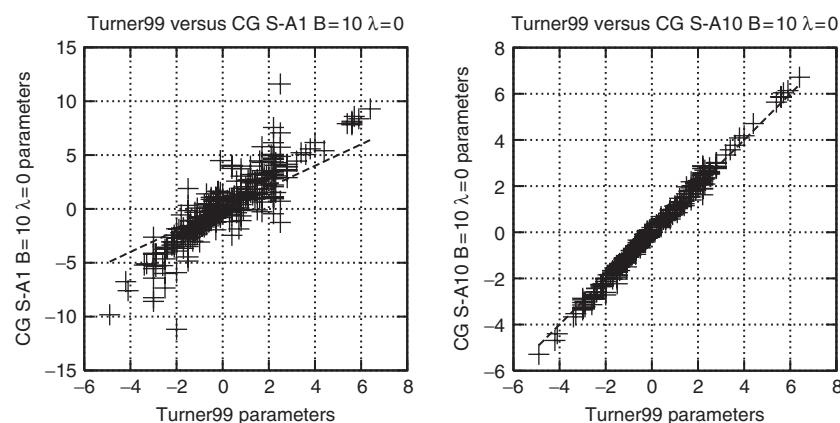 Turner99 versus CG S-A1 B=10 λ=0
15
10
5
0
−5
−10
−15
−6 −4 −2 0 2 4 6 8
CG S-A1 B=10 λ=0 parameters
Turner99 parameters
Turner99 versus CG S-A10 B=10 λ=0
8
6
4
2
0
−2
−4
−6
−6 −4 −2 0 2 4 6 8
CG S-A10 B=10 λ=0 parameters
Turner99 parameters